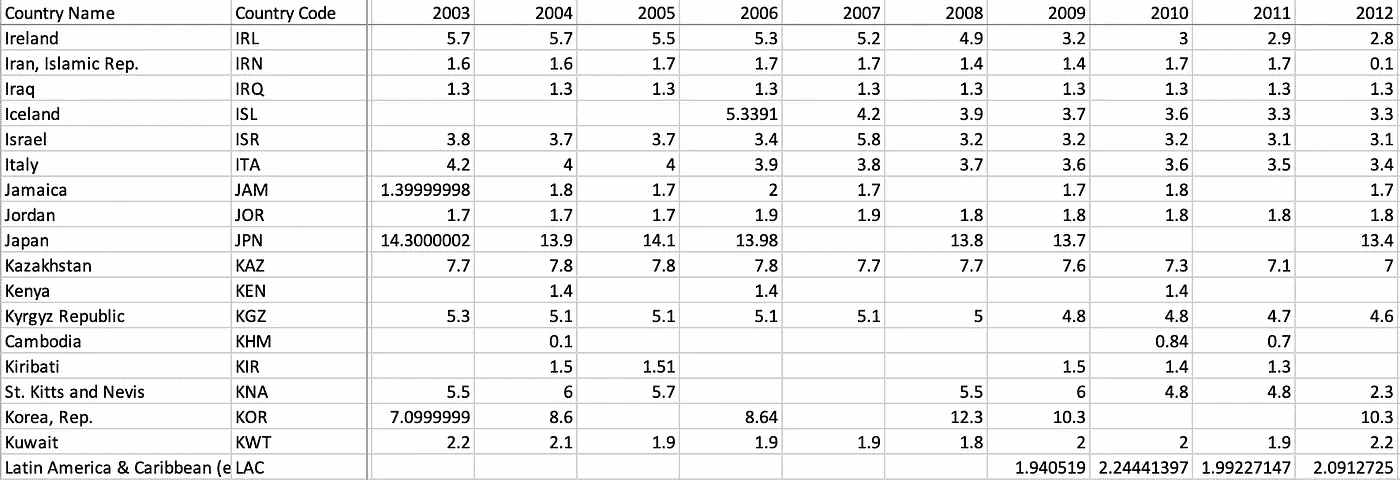 Country Name Country Code 2003 2004 2005 2006 2007 2008 2009 2010 2011 2012
Ireland IRL 5.7 5.7 5.5 5.3 5.2 4.9 3.2 3 2.9 2.8
Iran, Islamic Rep. IRN 1.6 1.6 1.7 1.7 1.7 1.4 1.4 1.7 1.7 0.1
Iraq IRQ 1.3 1.3 1.3 1.3 1.3 1.3 1.3 1.3 1.3 1.3
Iceland ISL 5.3391 4.2 3.9 3.7 3.6 3.3 3.3
Israel ISR 3.8 3.7 3.7 3.4 5.8 3.2 3.2 3.2 3.1 3.1
Italy ITA 4.2 4 4 3.9 3.8 3.7 3.6 3.6 3.5 3.4
Jamaica JAM 1.39999998 1.8 1.7 2 1.7 1.7 1.8 1.7
Jordan JOR 1.7 1.7 1.7 1.9 1.9 1.8 1.8 1.8 1.8 1.8
Japan JPN 14.3000002 13.9 14.1 13.98 13.8 13.7 13.4
Kazakhstan KAZ 7.7 7.8 7.8 7.8 7.7 7.7 7.6 7.3 7.1 7
Kenya KEN 1.4 1.4 1.4
Kyrgyz Republic KGZ 5.3 5.1 5.1 5.1 5.1 5 4.8 4.8 4.7 4.6
Cambodia KHM 0.1 0.84 0.7
Kiribati KIR 1.5 1.51 1.5 1.4 1.3
St. Kitts and Nevis KNA 5.5 6 5.7 5.5 6 4.8 4.8 2.3
Korea, Rep. KOR 7.0999999 8.6 8.64 12.3 10.3 10.3
Kuwait KWT 2.2 2.1 1.9 1.9 1.9 1.8 2 2 1.9 2.2
Latin America & Caribbean (e LAC 1.940519 2.24441397 1.99227147 2.0912725